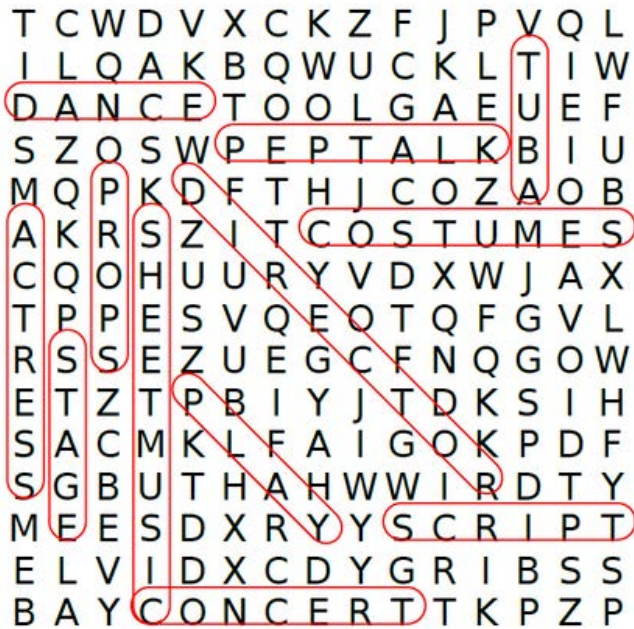 T C W D V X C K Z F J P V Q L
I L Q A K B Q W U C K L T I W
D A N C E T O O L G A E U E F
S Z O S W P E P T A L K B I U
M Q P K D F T H J C O Z A O B
A K R S Z I T C O S T U M E S
C Q O H U U R Y V D X W J A X
T P P E S V Q E O T Q F G V L
R S S E Z U E G C F N Q G O W
E T Z T P B I Y J T D K S I H
S A C M K L F A I G O K P D F
S G B U T H A H W W I R D T Y
M E E S D X R Y Y S C R I P T
E L V I D X C D Y G R I B S S
B A Y C O N C E R T T K P Z P